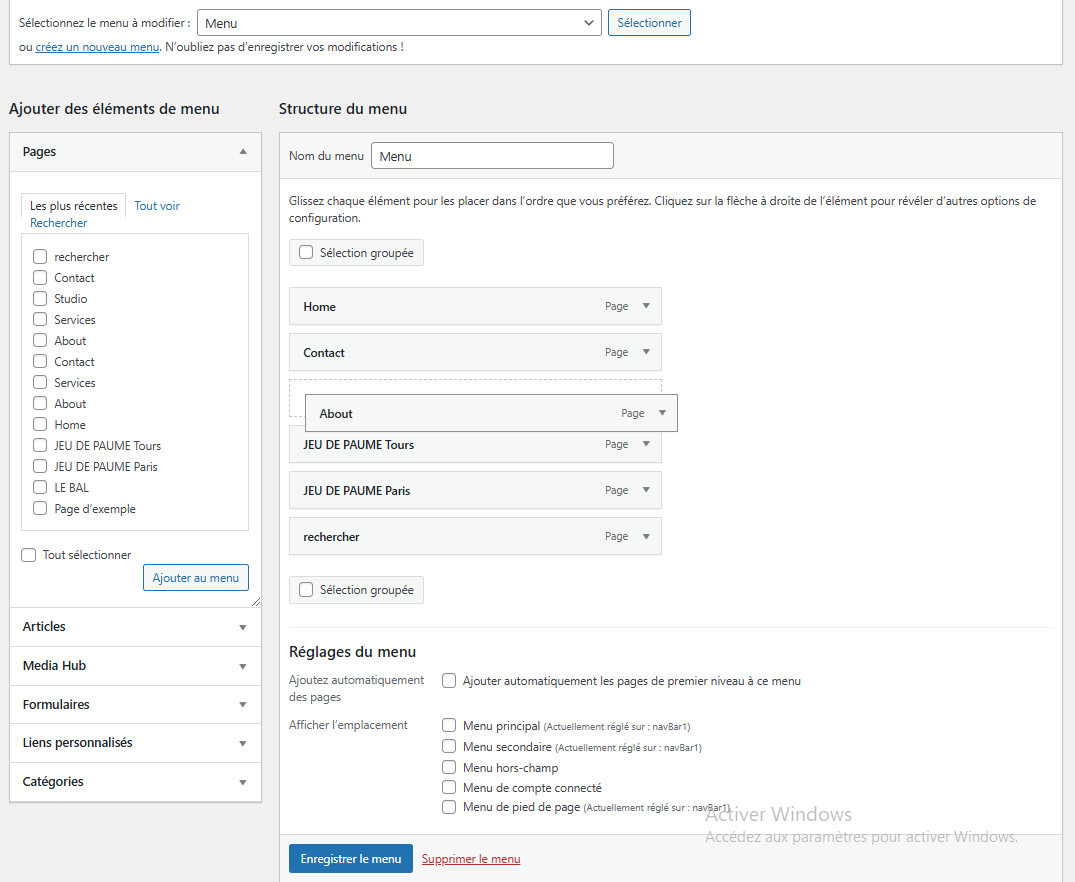 Sélectionnez le menu à modifier : Menu Sélectionner
ou créez un nouveau menu. N’oubliez pas d’enregistrer vos modifications !
Ajouter des éléments de menu
Pages
Les plus récentes Tout voir
Rechercher
rechercher
Contact
Studio
Services
About
Contact
Services
About
Home
JEU DE PAUME Tours
JEU DE PAUME Paris
LE BAL
Page d’exemple
Tout sélectionner
Ajouter au menu
Articles
Media Hub
Formulaires
Liens personnalisés
Catégories
Structure du menu
Nom du menu Menu
Glissez chaque élément pour les placer dans l’ordre que vous préférez. Cliquez sur la flèche à droite de l’élément pour révéler d’autres options de
configuration.
Sélection groupée
Home Page
Contact Page
About Page
JEU DE PAUME Tours Page
JEU DE PAUME Paris Page
rechercher Page
Sélection groupée
Réglages du menu
Ajoutez automatiquement
des pages
Ajouter automatiquement les pages de premier niveau à ce menu
Afficher l’emplacement
Menu principal (Actuellement réglé sur : navBar1)
Menu secondaire (Actuellement réglé sur : navBar1)
Menu hors-champ
Menu de compte connecté
Menu de pied de page (Actuellement réglé sur : navBar1)
Activer Windows
Accédez aux paramètres pour activer Windows.
Enregistrer le menu Supprimer le menu